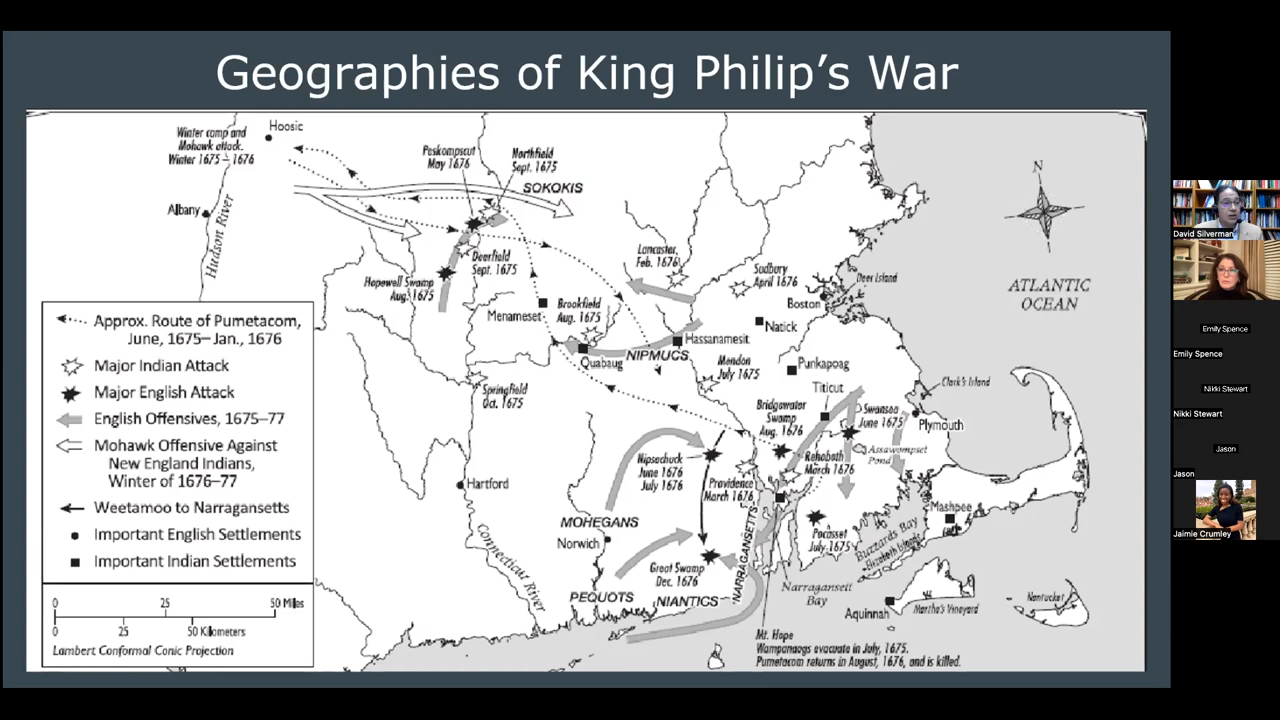 Geographies of King Philip's War
Winter camp and
Mohawk attack.
Winter 1675 – 1676
Hoosic
Albany
Hudson River
Peskompscut
May 1676
Northfield
Sept. 1675
SOKOKIS
Deerfield
Sept. 1675
Hopewell Swamp
Aug. 1675
Menameset
Brookfield
Aug. 1675
Quabaug
Lancaster,
Feb. 1676
Sudbury
April 1676
Deer Island
Boston
Natick
Hassanamesit
NIPMUCS
Mendon
July 1675
Punkapoag
Titicut
Clark's Island
Springfield
Oct. 1675
Bridgewater
Swamp
Aug. 1676
Swansea
June 1675
Plymouth
Assawompset
Pond
Rehoboth
March 1676
Nipsachuck
June 1676
July 1676
Providence
March 1676
Hartford
Connecticut River
MOHEGANS
Norwich
Pocasset
July 1675
Mashpee
Buzzards Bay
Elizabeth Islands
NARRAGANSETTS
Great Swamp
Dec. 1676
PEQUOTS
NIANTICS
Narragansett
Bay
Aquinnah
Martha's Vineyard
Nantucket
Mt. Hope
Wampanoags evacuate in July, 1675.
Pumetacom returns in August, 1676, and is killed.
N
ATLANTIC
OCEAN
Approx. Route of Pumetacom,
June, 1675–Jan., 1676
Major Indian Attack
Major English Attack
English Offensives, 1675–77
Mohawk Offensive Against
New England Indians,
Winter of 1676–77
Weetamoo to Narragansetts
Important English Settlements
Important Indian Settlements
0 25 50 Miles
0 25 50 Kilometers
Lambert Conformal Conic Projection
David Silverman
Emily Spence
Emily Spence
Nikki Stewart
Nikki Stewart
Jason
Jason
Jaimie Crumley